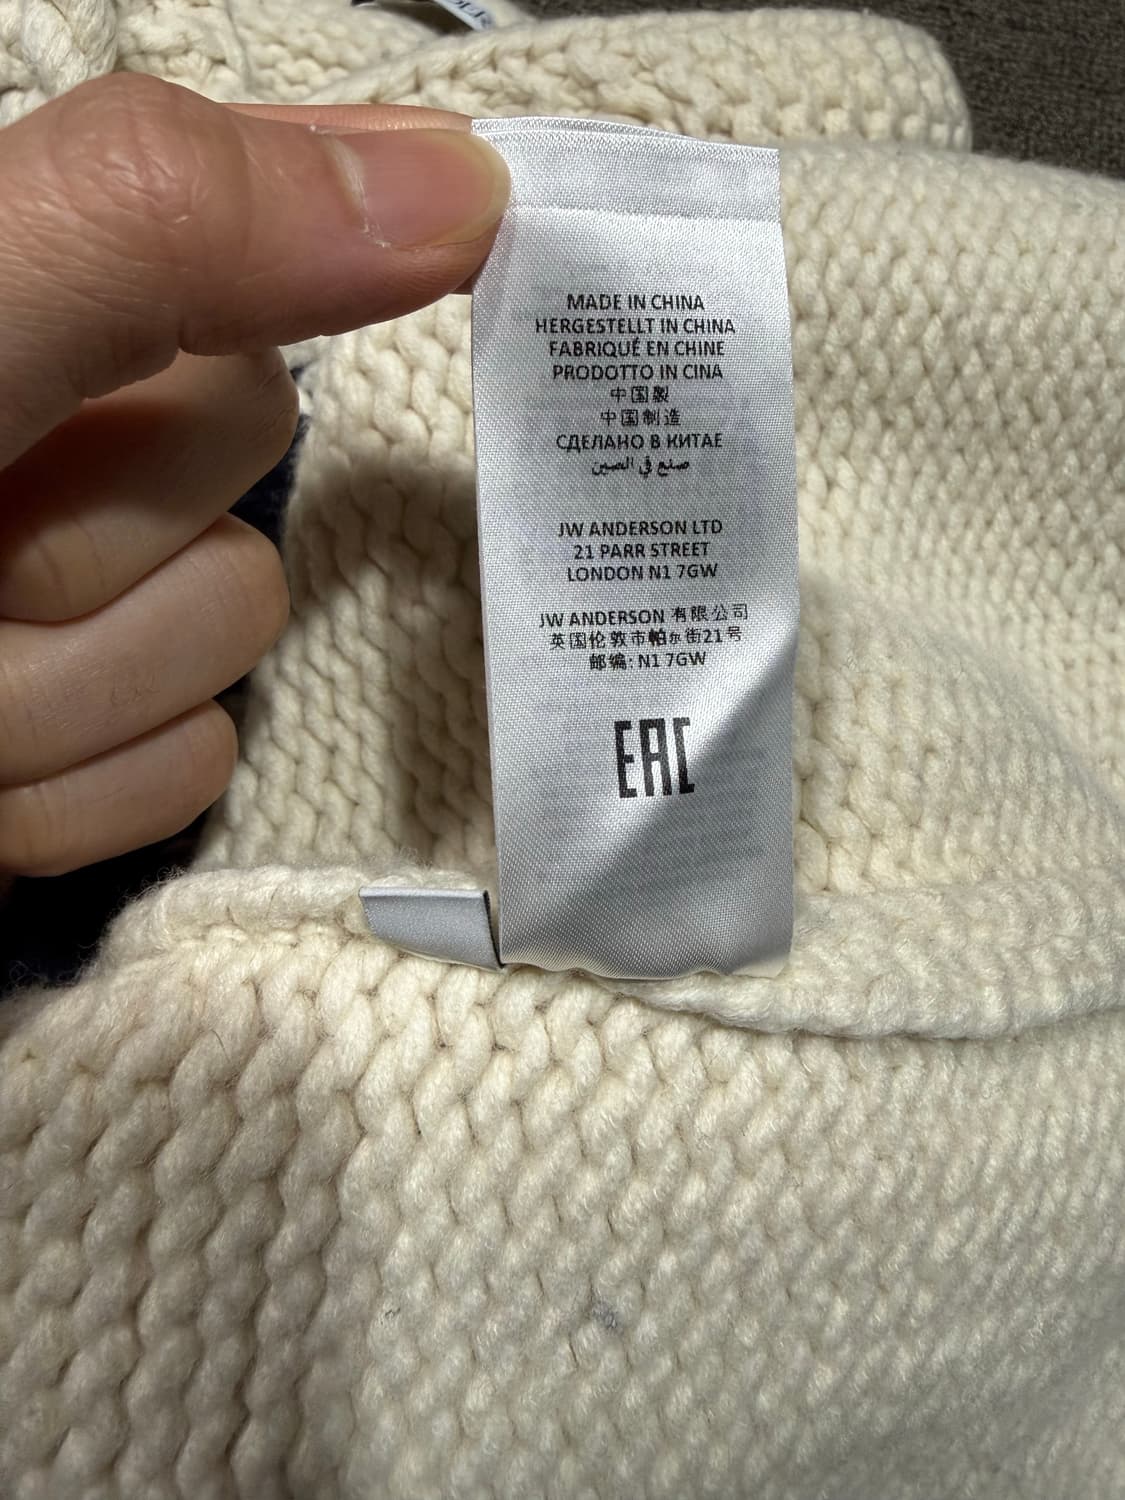 MADE IN CHINA
HERGESTELLT IN CHINA
FABRIQUÉ EN CHINE
PRODOTTO IN CINA
中国製
中国制造
СДЕЛАНО В КИТАЕ
صنع في الصين
JW ANDERSON LTD
21 PARR STREET
LONDON N1 7GW
JW ANDERSON 有限公司
英国伦敦市帕尔街21号
邮编: N1 7GW
EAC